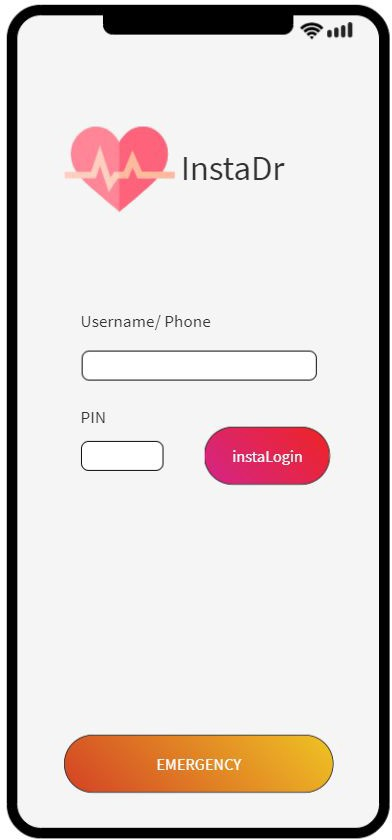 InstaDr
Username/ Phone
PIN
instaLogin
EMERGENCY